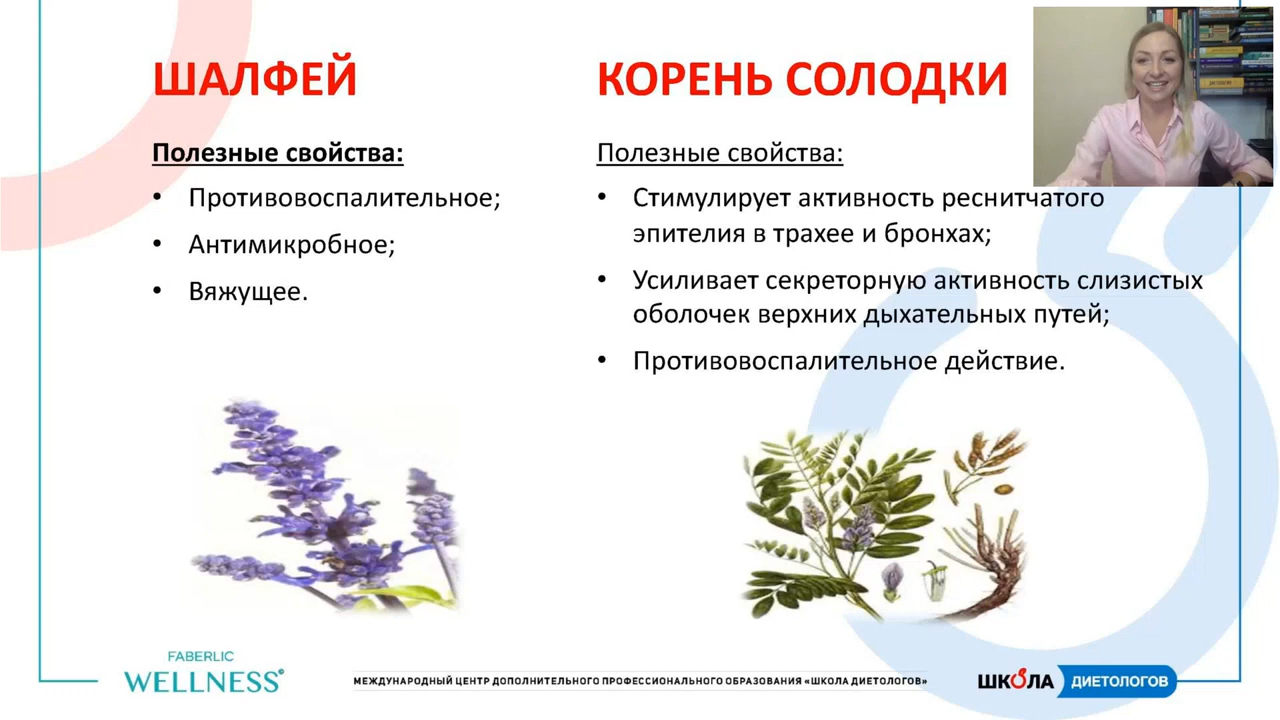 ШАЛФЕЙ
Полезные свойства:
• Противовоспалительное;
• Антимикробное;
• Вяжущее.
КОРЕНЬ СОЛОДКИ
Полезные свойства:
• Стимулирует активность реснитчатого
эпителия в трахее и бронхах;
• Усиливает секреторную активность слизистых
оболочек верхних дыхательных путей;
• Противовоспалительное действие.
FABERLIC
WELLNESS
МЕЖДУНАРОДНЫЙ ЦЕНТР ДОПОЛНИТЕЛЬНОГО ПРОФЕССИОНАЛЬНОГО ОБРАЗОВАНИЯ «ШКОЛА ДИЕТОЛОГОВ»
ШКОЛА ДИЕТОЛОГОВ